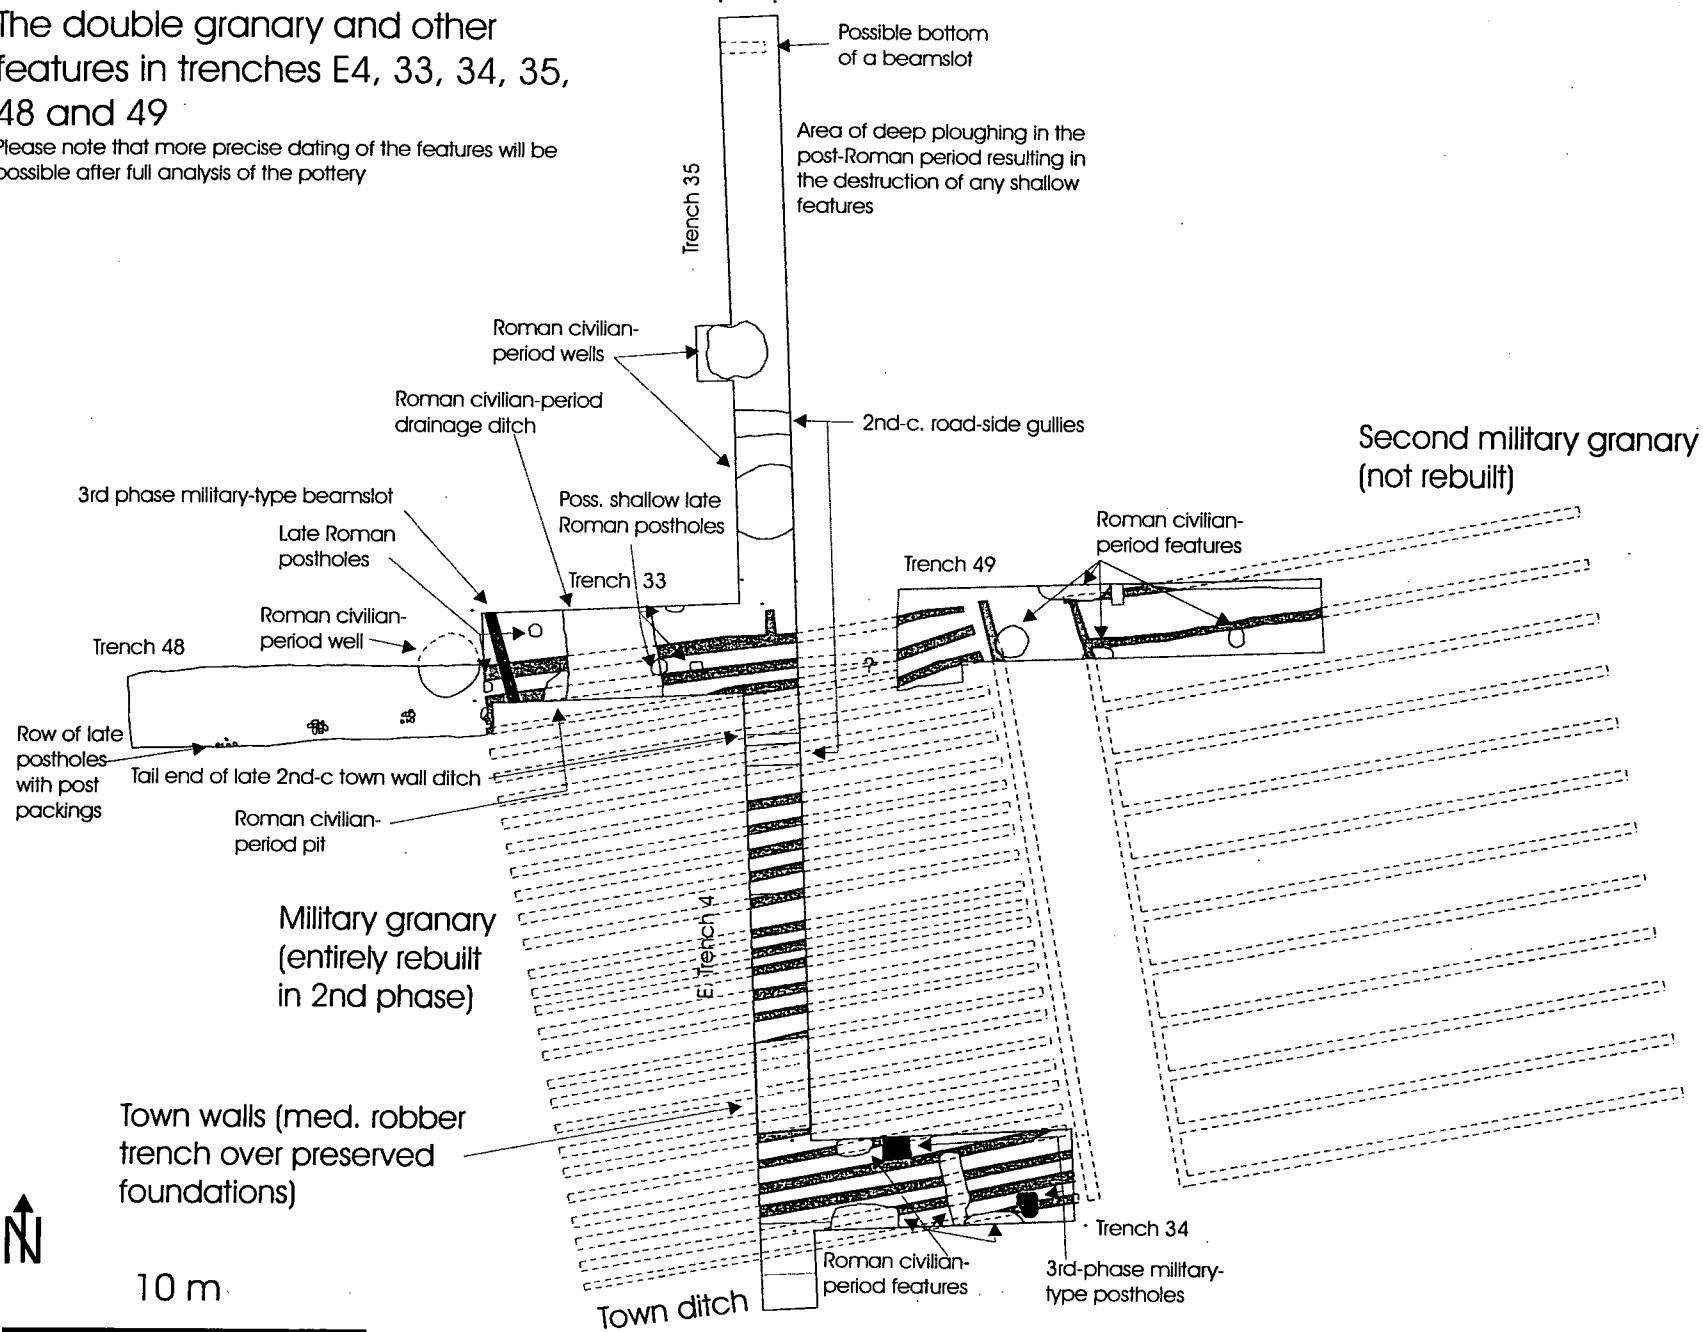 The double granary and other
features in trenches E4, 33, 34, 35,
48 and 49
Please note that more precise dating of the features will be
possible after full analysis of the pottery
Possible bottom
of a beamslot
Area of deep ploughing in the
post-Roman period resulting in
the destruction of any shallow
features
Trench 35
Roman civilian-
period wells
Roman civilian-period
drainage ditch
2nd-c. road-side gullies
Second military granary
(not rebuilt)
3rd phase military-type beamslot
Late Roman
postholes
Poss. shallow late
Roman postholes
Roman civilian-
period features
Trench 33
Trench 49
Roman civilian-
period well
Trench 48
?
Row of late
postholes
with post
packings
Tail end of late 2nd-c town wall ditch
Roman civilian-
period pit
Military granary
(entirely rebuilt
in 2nd phase)
E. Trench 4
Town walls (med. robber
trench over preserved
foundations)
N
10 m
Trench 34
Roman civilian-
period features
3rd-phase military-
type postholes
Town ditch